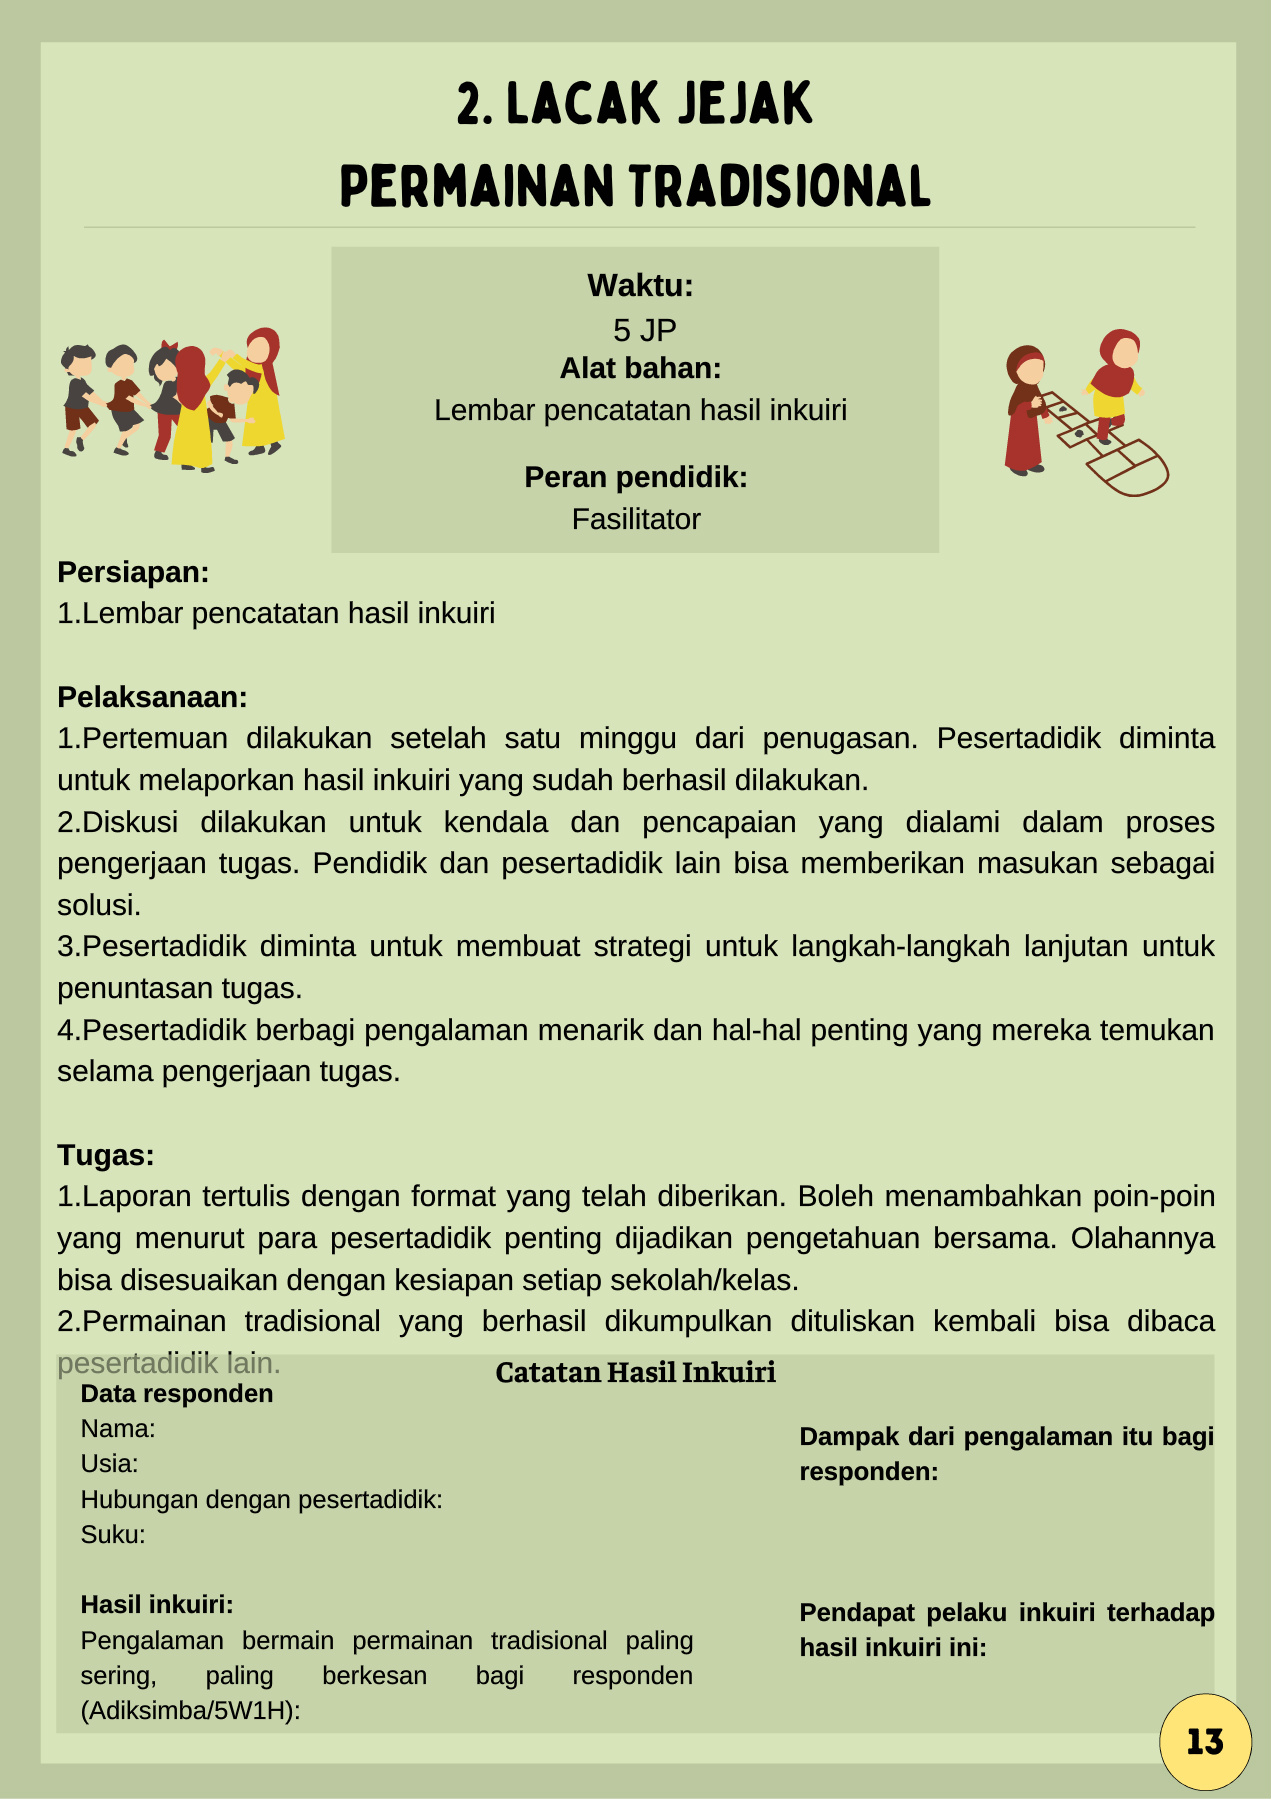 2. LACAK JEJAK
PERMAINAN TRADISIONAL
Waktu:
5 JP
Alat bahan:
Lembar pencatatan hasil inkuiri
Peran pendidik:
Fasilitator
Persiapan:
1.Lembar pencatatan hasil inkuiri
Pelaksanaan:
1.Pertemuan dilakukan setelah satu minggu dari penugasan. Pesertadidik diminta
untuk melaporkan hasil inkuiri yang sudah berhasil dilakukan.
2.Diskusi dilakukan untuk kendala dan pencapaian yang dialami dalam proses
pengerjaan tugas. Pendidik dan pesertadidik lain bisa memberikan masukan sebagai
solusi.
3.Pesertadidik diminta untuk membuat strategi untuk langkah-langkah lanjutan untuk
penuntasan tugas.
4.Pesertadidik berbagi pengalaman menarik dan hal-hal penting yang mereka temukan
selama pengerjaan tugas.
Tugas:
1.Laporan tertulis dengan format yang telah diberikan. Boleh menambahkan poin-poin
yang menurut para pesertadidik penting dijadikan pengetahuan bersama. Olahannya
bisa disesuaikan dengan kesiapan setiap sekolah/kelas.
2.Permainan tradisional yang berhasil dikumpulkan dituliskan kembali bisa dibaca
pesertadidik lain.
Catatan Hasil Inkuiri
Data responden
Nama:
Usia:
Hubungan dengan pesertadidik:
Suku:
Hasil inkuiri:
Pengalaman bermain permainan tradisional paling
sering, paling berkesan bagi responden
(Adiksimba/5W1H):
Dampak dari pengalaman itu bagi
responden:
Pendapat pelaku inkuiri terhadap
hasil inkuiri ini:
13